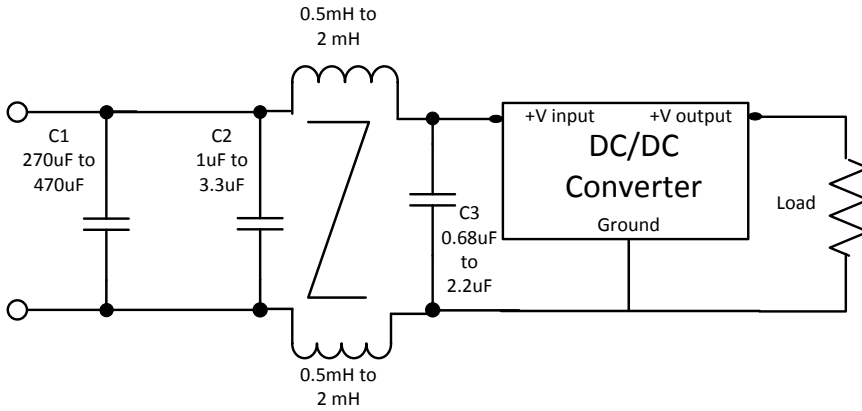 0.5mH to
2 mH
C1
270uF to
470uF
C2
1uF to
3.3uF
C3
0.68uF
to
2.2uF
+V input
+V output
DC/DC
Converter
Ground
Load
0.5mH to
2 mH